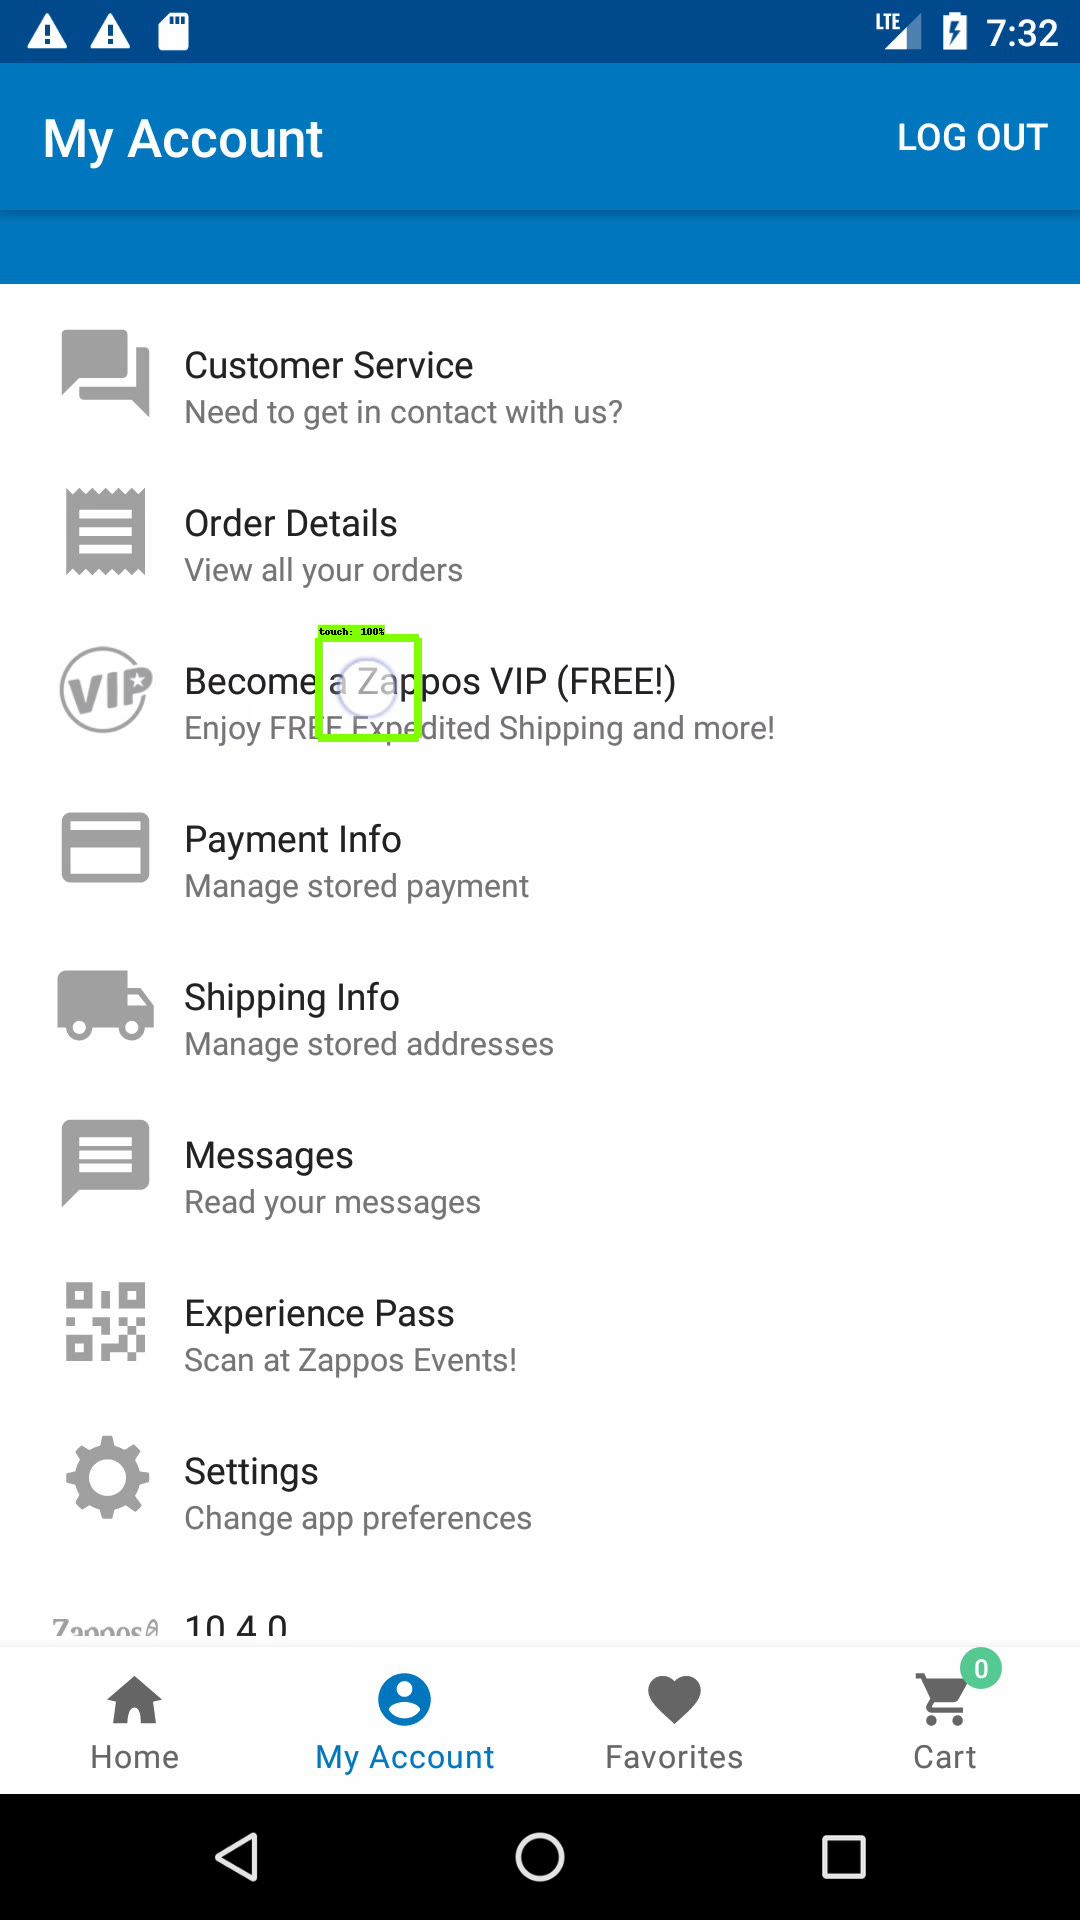 LTE 7:32
My Account LOG OUT
Customer Service
Need to get in contact with us?
Order Details
View all your orders
touch: 100%
VIP
Become a Zappos VIP (FREE!)
Enjoy FREE Expedited Shipping and more!
Payment Info
Manage stored payment
Shipping Info
Manage stored addresses
Messages
Read your messages
Experience Pass
Scan at Zappos Events!
Settings
Change app preferences
Zappos 10.4.0
0
Home My Account Favorites Cart